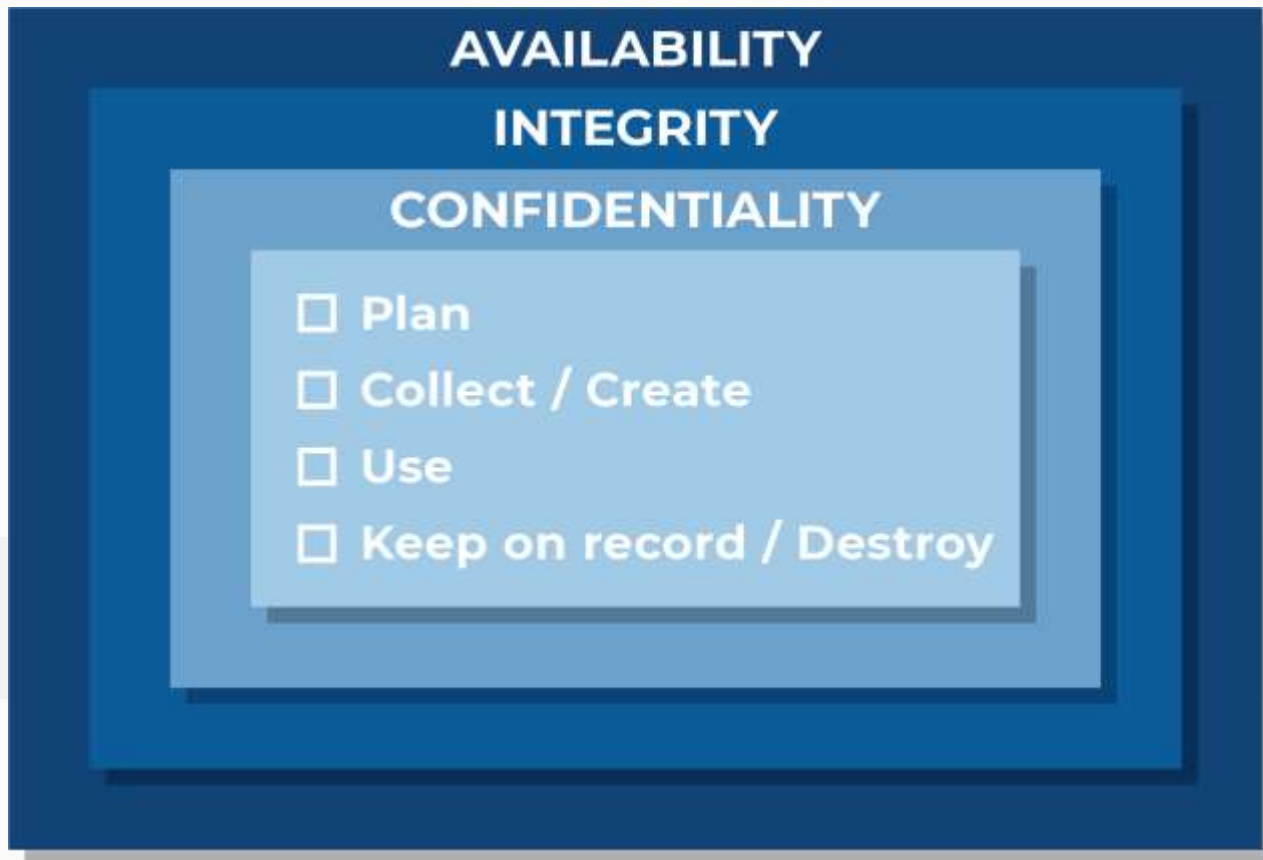 AVAILABILITY
INTEGRITY
CONFIDENTIALITY
Plan
Collect / Create
Use
Keep on record / Destroy